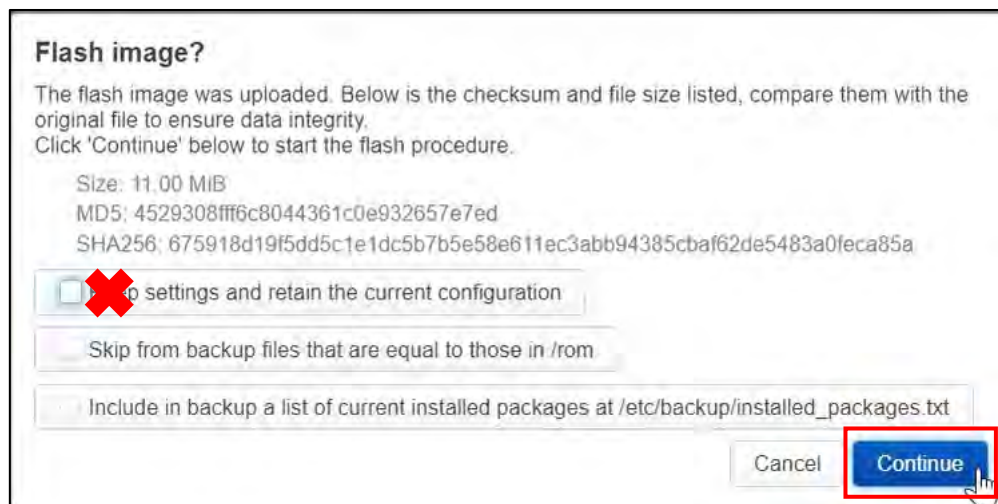 Flash image?
The flash image was uploaded. Below is the checksum and file size listed, compare them with the
original file to ensure data integrity.
Click 'Continue' below to start the flash procedure.
Size: 11.00 MiB
MD5: 4529308fff6c8044361c0e932657e7ed
SHA256: 675918d19f5dd5c1e1dc5b7b5e58e611ec3abb94385cbaf62de5483a0feca85a
settings and retain the current configuration
Skip from backup files that are equal to those in /rom
Include in backup a list of current installed packages at /etc/backup/installed_packages.txt
Cancel
Continue